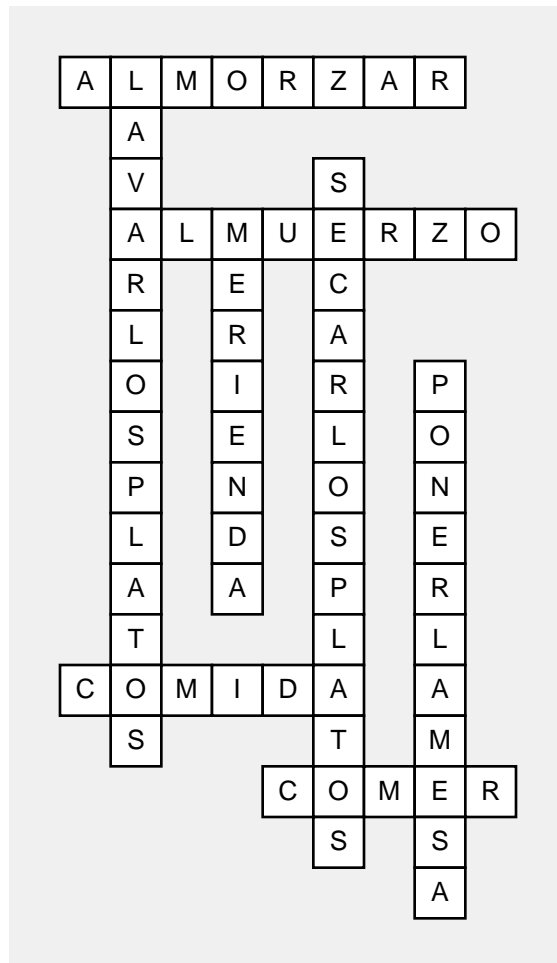 ALMORZAR
LAVARLOSPLATOS
SECARLOSPLATOS
ALMUERZO
MERIENDA
PONERLAMESA
COMIDA
COMER